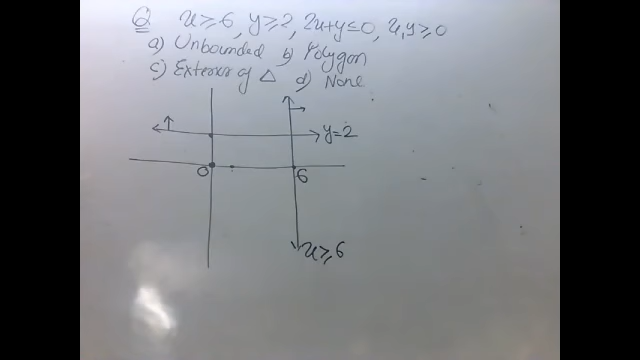 Q x ≥ 6, y ≥ 2, 2x+y ≤ 0, x, y ≥ 0
a) Unbounded b) Polygon
c) Exterior of △ d) None
y=2
0
6
x ≥ 6